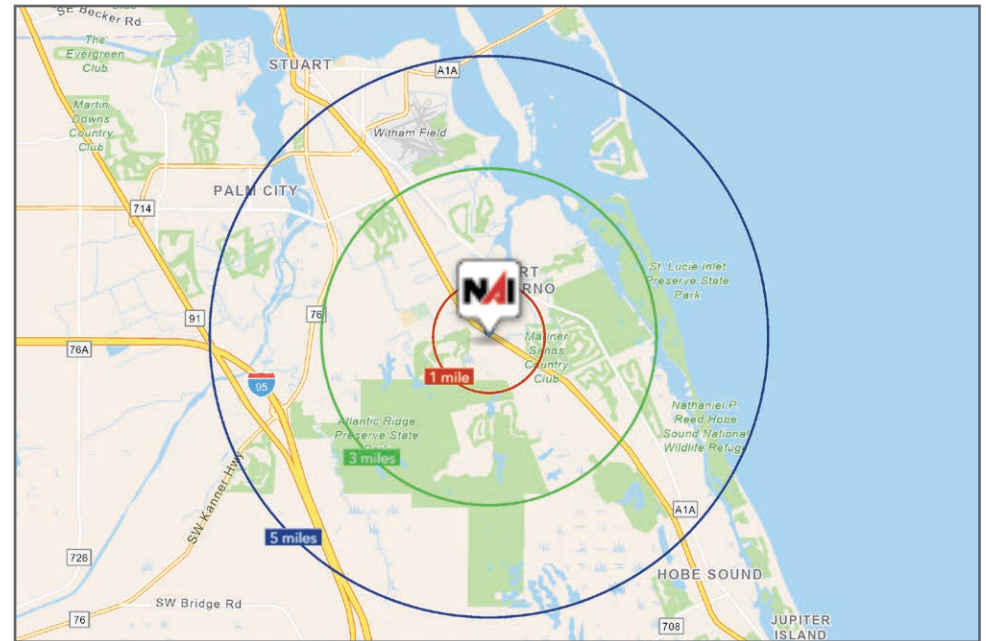 SE Becker Rd
The
Evergreen
Club
STUART
A1A
Martin
Downs
Country
Club
Witham Field
PALM CITY
714
RT
RNO
St. Lucie Inlet
Preserve State
Park
NAI
91
76
76A
Mariner
Sands
Country
Club
1 mile
95
Nathaniel P.
Reed Hobe
Sound National
Wildlife Refuge
Atlantic Ridge
Preserve State
3 miles
SW Kanner Hwy
A1A
5 miles
726
HOBE SOUND
SW Bridge Rd
76
708
JUPITER
ISLAND